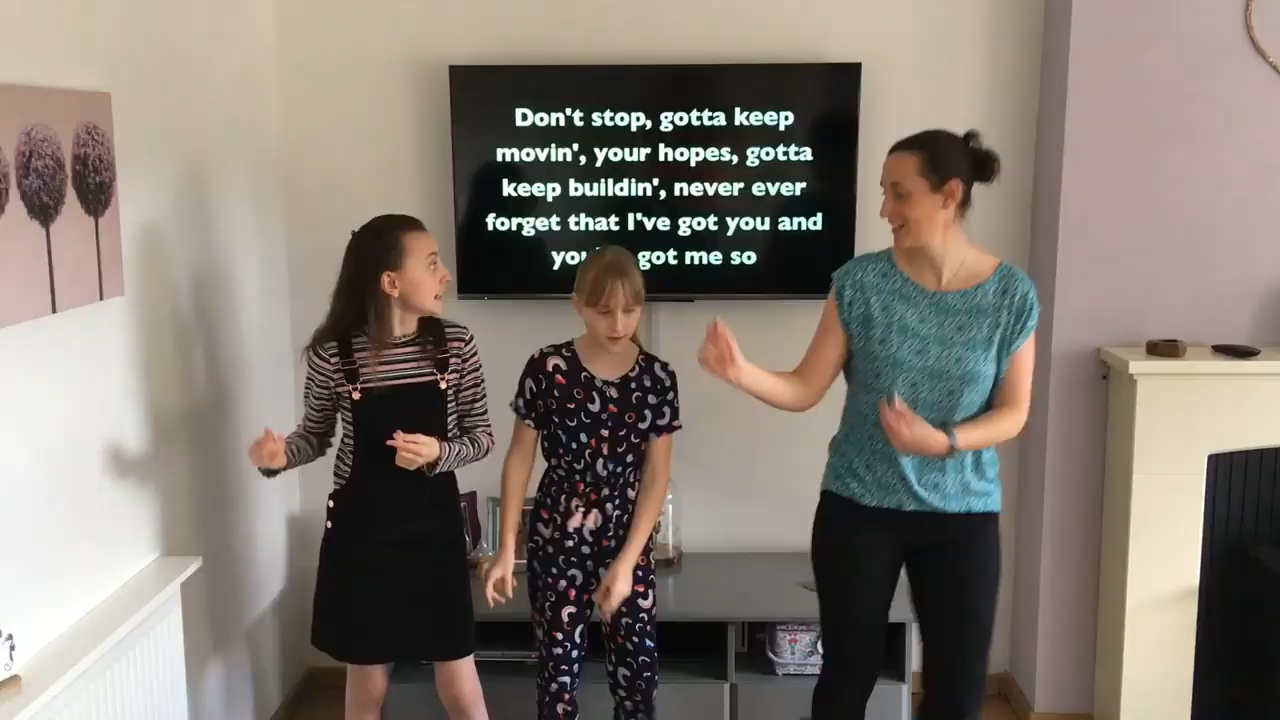 Don't stop, gotta keep
movin', your hopes, gotta
keep buildin', never ever
forget that I've got you and
got me so